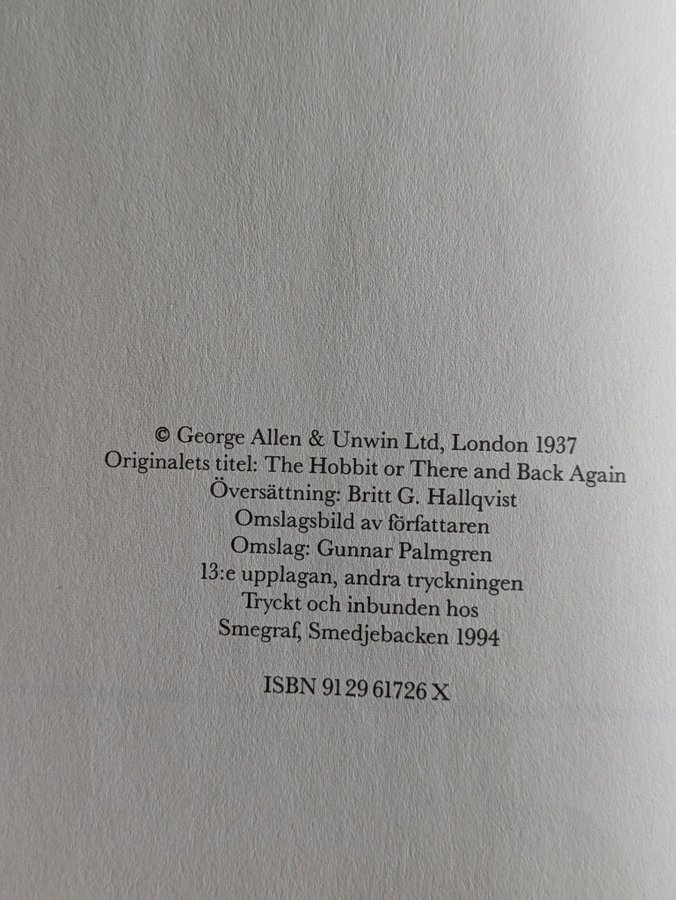 © George Allen & Unwin Ltd, London 1937
Originalets titel: The Hobbit or There and Back Again
Översättning: Britt G. Hallqvist
Omslagsbild av författaren
Omslag: Gunnar Palmgren
13:e upplagan, andra tryckningen
Tryckt och inbunden hos
Smegraf, Smedjebacken 1994
ISBN 91 29 61726 X